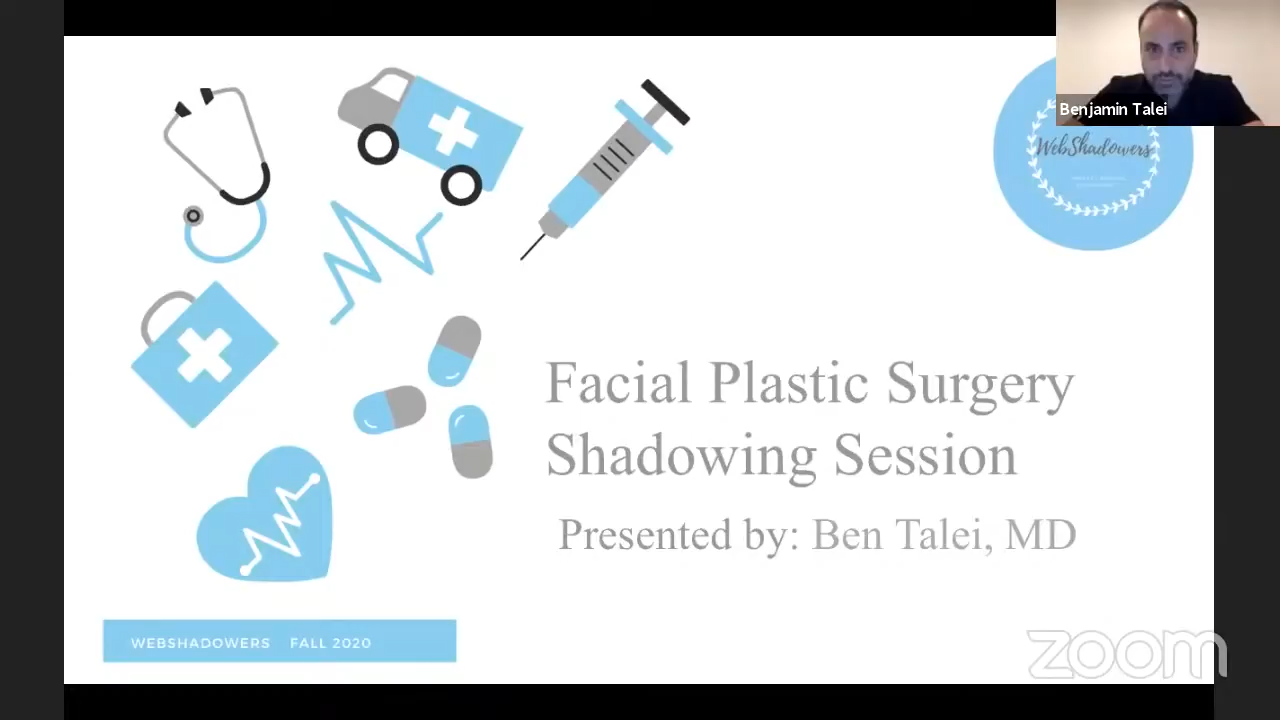 Benjamin Talei
WebShadowers
Facial Plastic Surgery
Shadowing Session
Presented by: Ben Talei, MD
WEBSHADOWERS FALL 2020
zoom